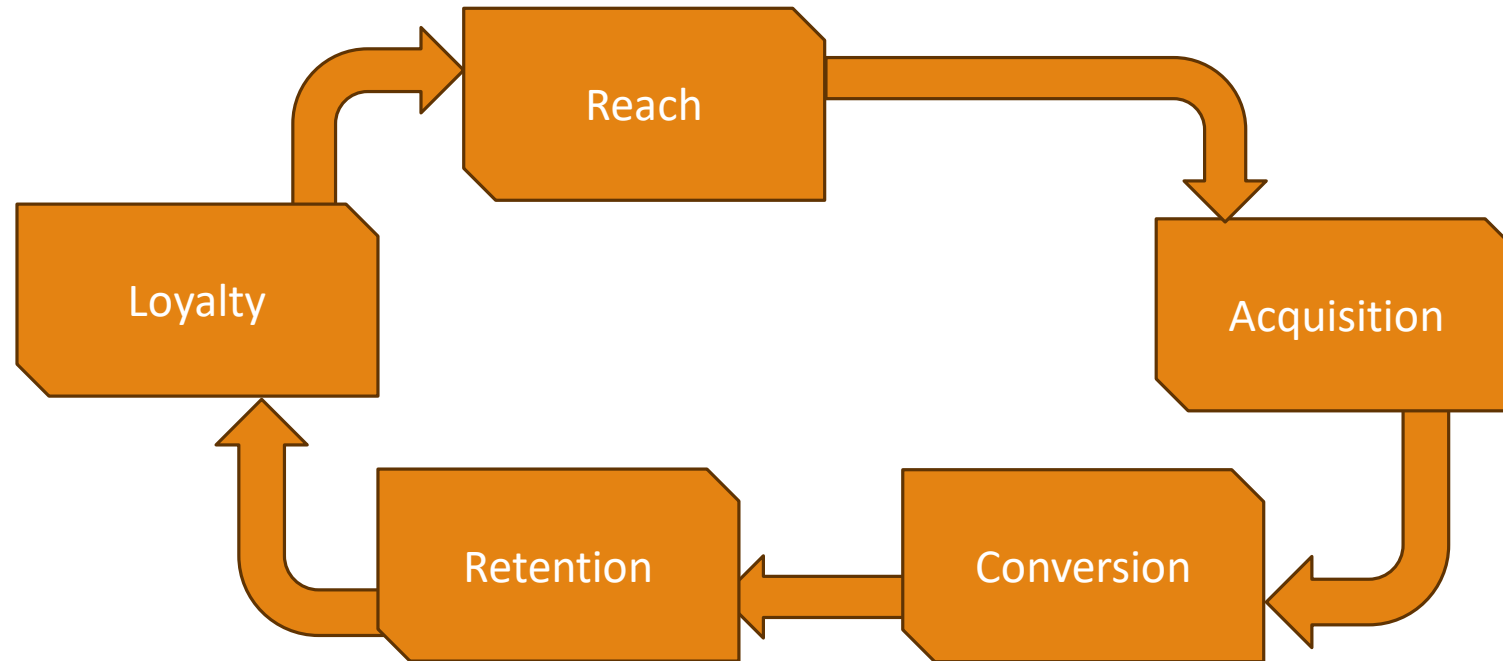 Reach
Acquisition
Conversion
Retention
Loyalty